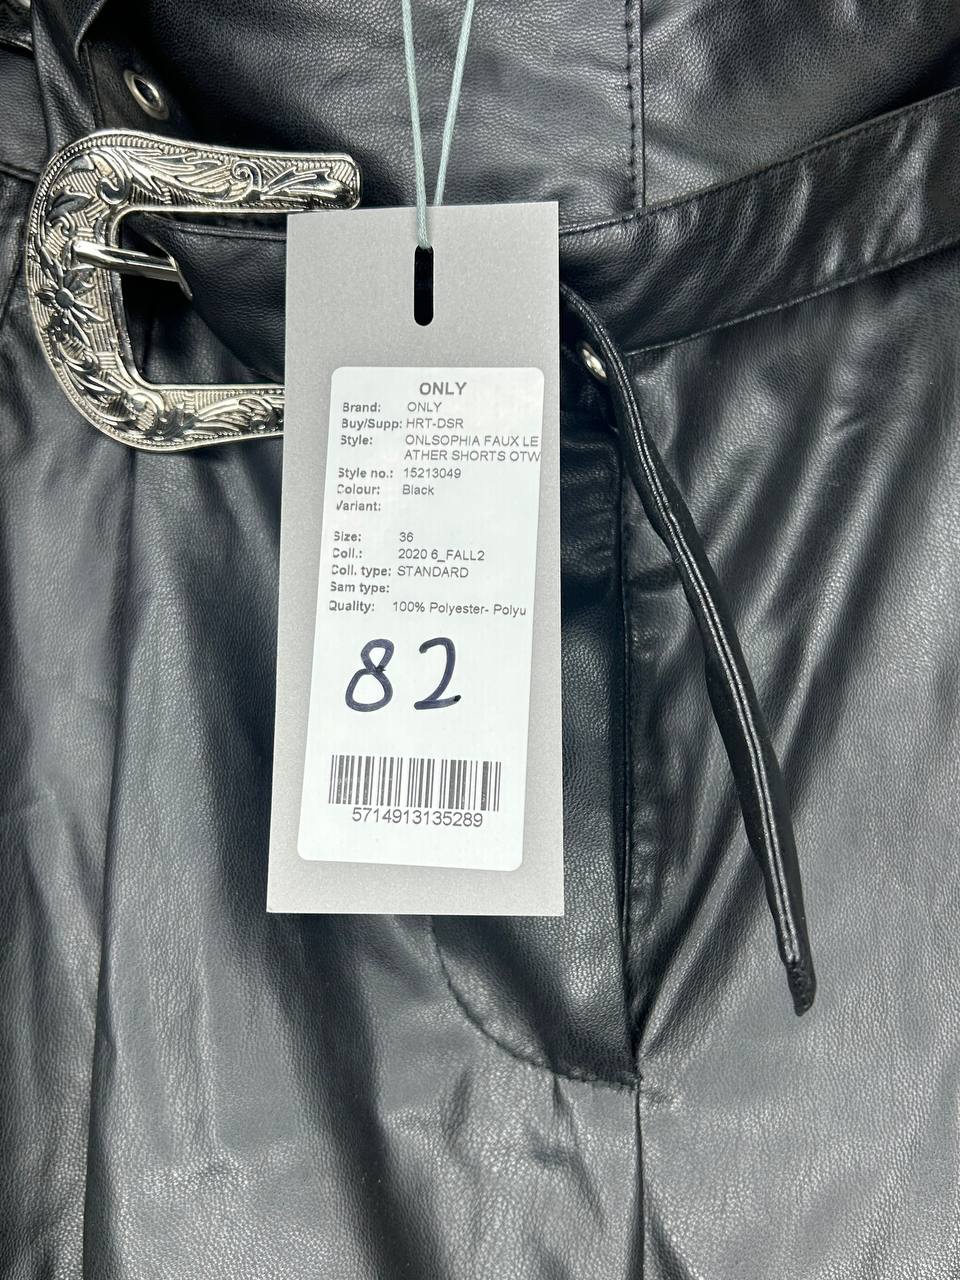 ONLY
Brand: ONLY
Buy/Supp: HRT-DSR
Style: ONLSOPHIA FAUX LE
ATHER SHORTS OTW
Style no.: 15213049
Colour: Black
Variant:
Size: 36
Coll.: 2020 6_FALL2
Coll. type: STANDARD
Sam type:
Quality: 100% Polyester- Polyu
82
5714913135289